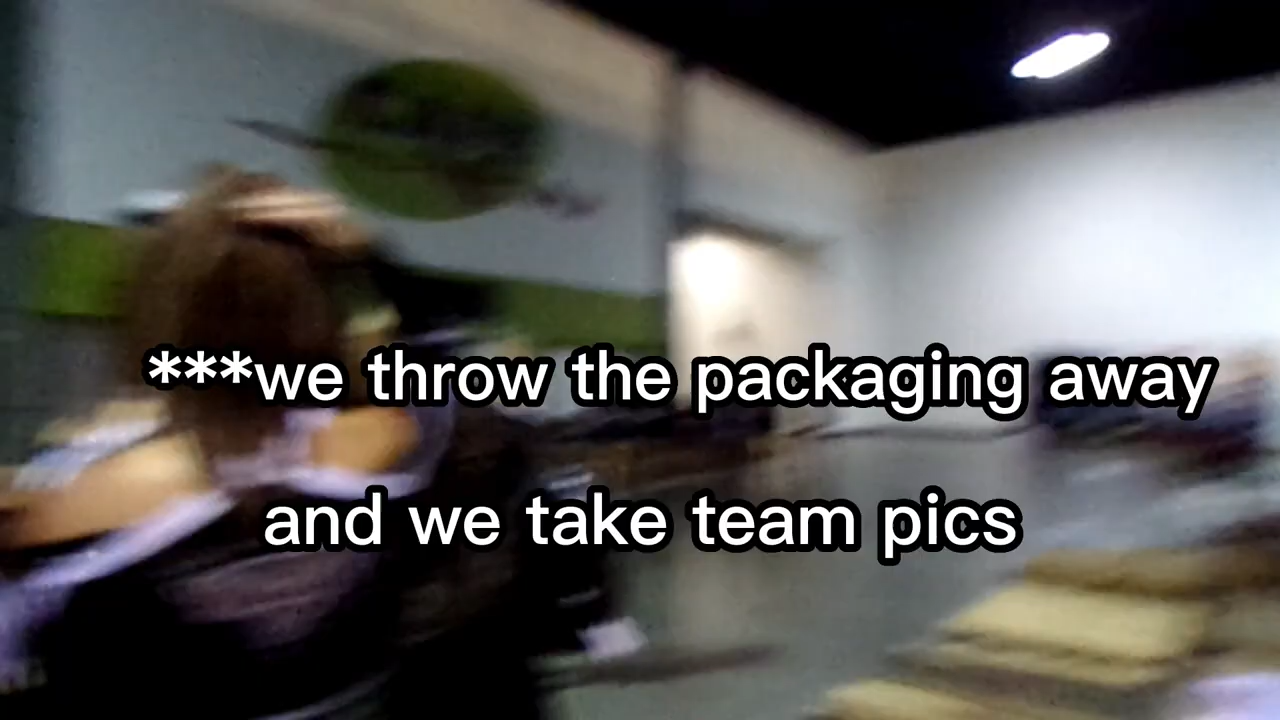 ***we throw the packaging away
and we take team pics